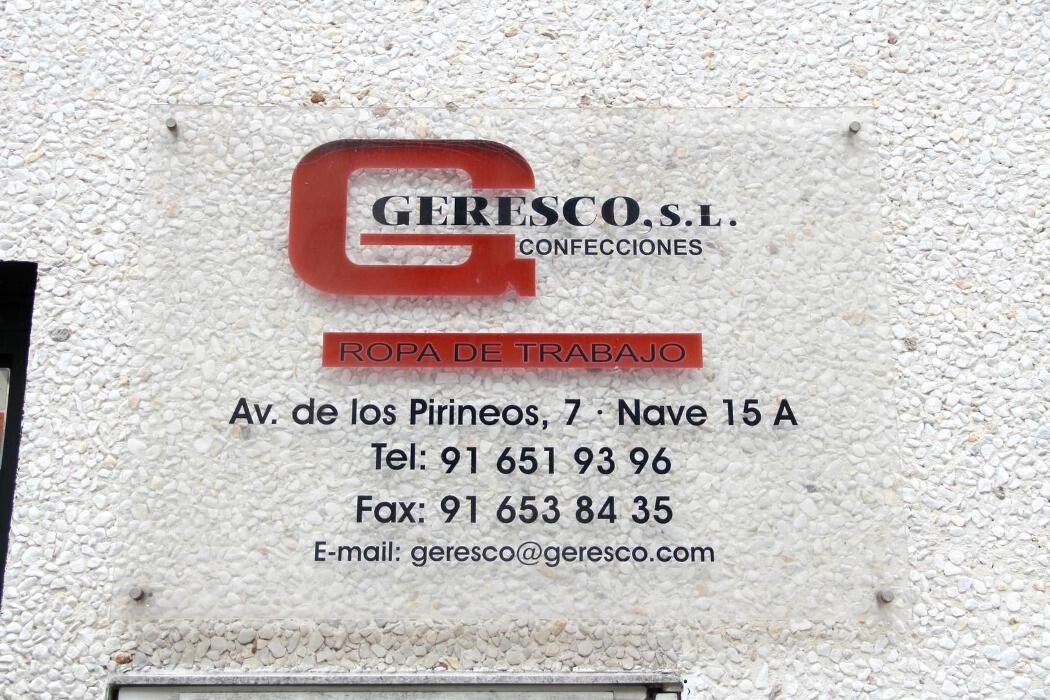 GERESCO, S.L.
CONFECCIONES
ROPA DE TRABAJO
Av. de los Pirineos, 7 · Nave 15 A
Tel: 91 651 93 96
Fax: 91 653 84 35
E-mail: geresco@geresco.com